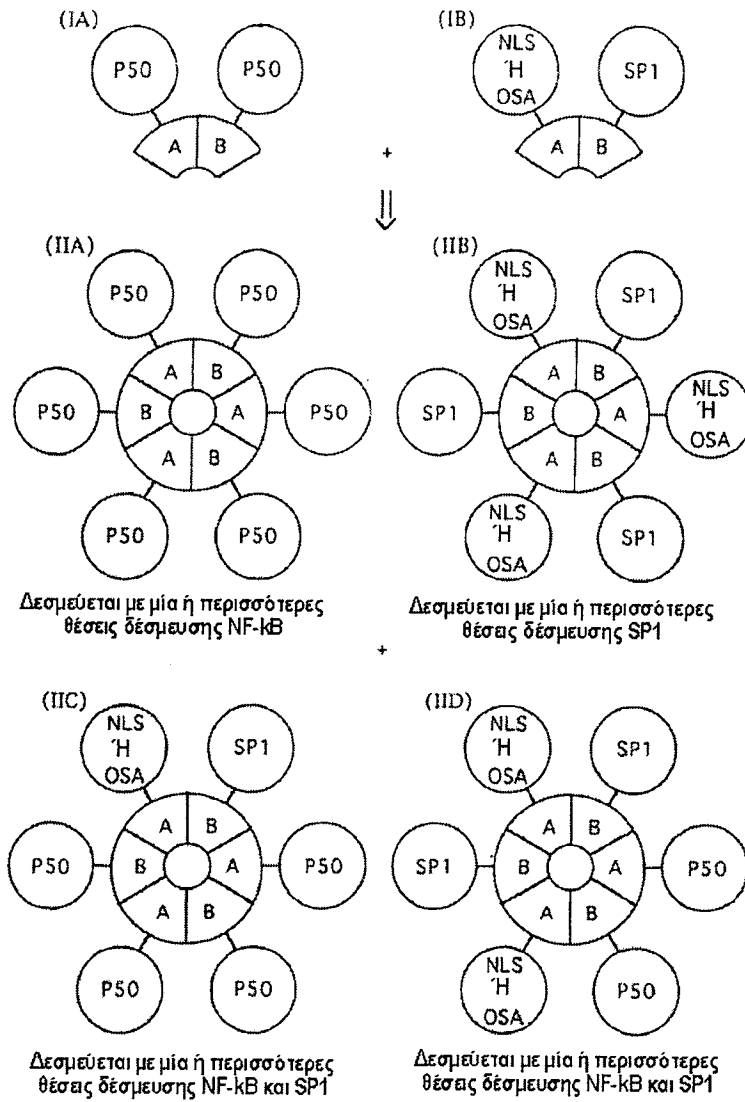 (IA)
P50
P50
A
B
+
(IB)
NLS
Ή
OSA
SP1
A
B
(IIA)
P50
P50
P50
P50
P50
P50
A
B
B
A
A
B
Δεσμεύεται με μία ή περισσότερες
θέσεις δέσμευσης NF-kB
(IIB)
NLS
Ή
OSA
SP1
SP1
NLS
Ή
OSA
NLS
Ή
OSA
SP1
A
B
B
A
A
B
Δεσμεύεται με μία ή περισσότερες
θέσεις δέσμευσης SP1
+
(IIC)
NLS
Ή
OSA
SP1
P50
P50
P50
P50
A
B
B
A
A
B
Δεσμεύεται με μία ή περισσότερες
θέσεις δέσμευσης NF-kB και SP1
(IID)
NLS
Ή
OSA
SP1
SP1
P50
NLS
Ή
OSA
P50
A
B
B
A
A
B
Δεσμεύεται με μία ή περισσότερες
θέσεις δέσμευσης NF-kB και SP1